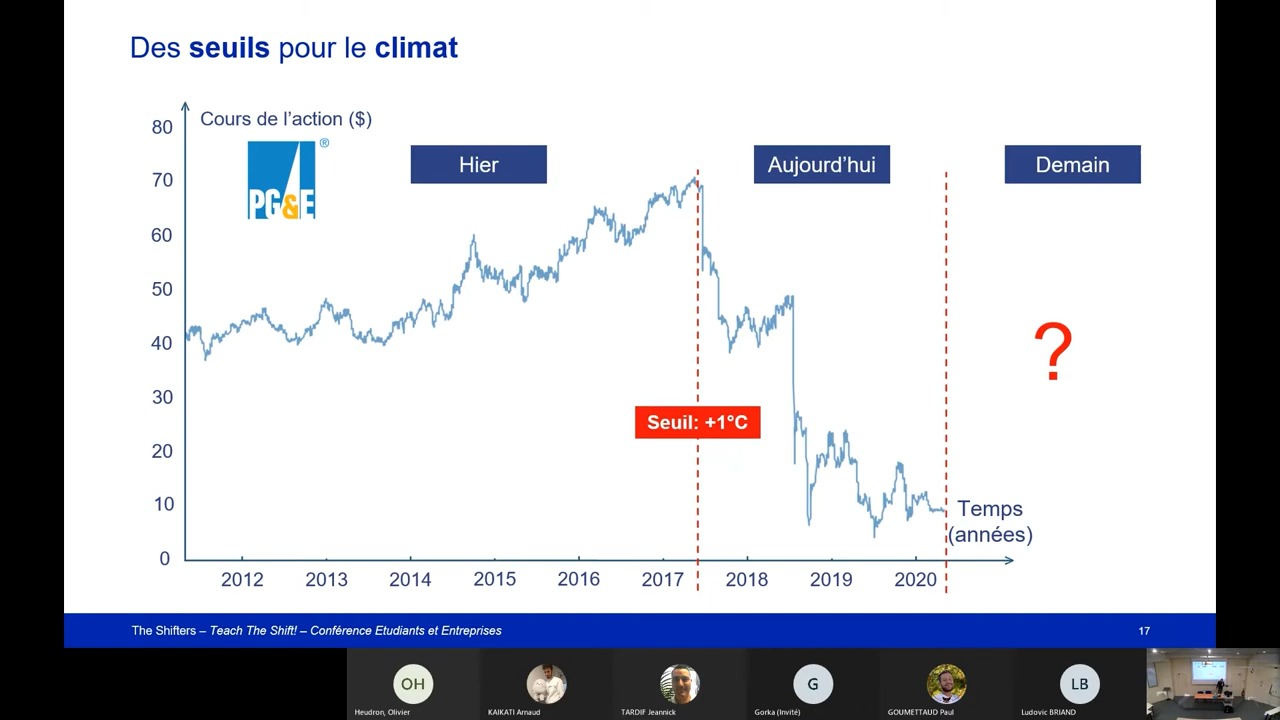 Des seuils pour le climat
Cours de l'action ($)
80
70
60
50
40
30
20
10
0
PG&E®
Hier
Aujourd'hui
Demain
?
Seuil: +1°C
Temps
(années)
2012 2013 2014 2015 2016 2017 2018 2019 2020
The Shifters – Teach The Shift! – Conférence Etudiants et Entreprises
17
OH
G
LB
Heudron, Olivier
KAIKATI Arnaud
TARDIF Jeannick
Gorka (Invité)
GOUMETTAUD Paul
Ludovic BRIAND